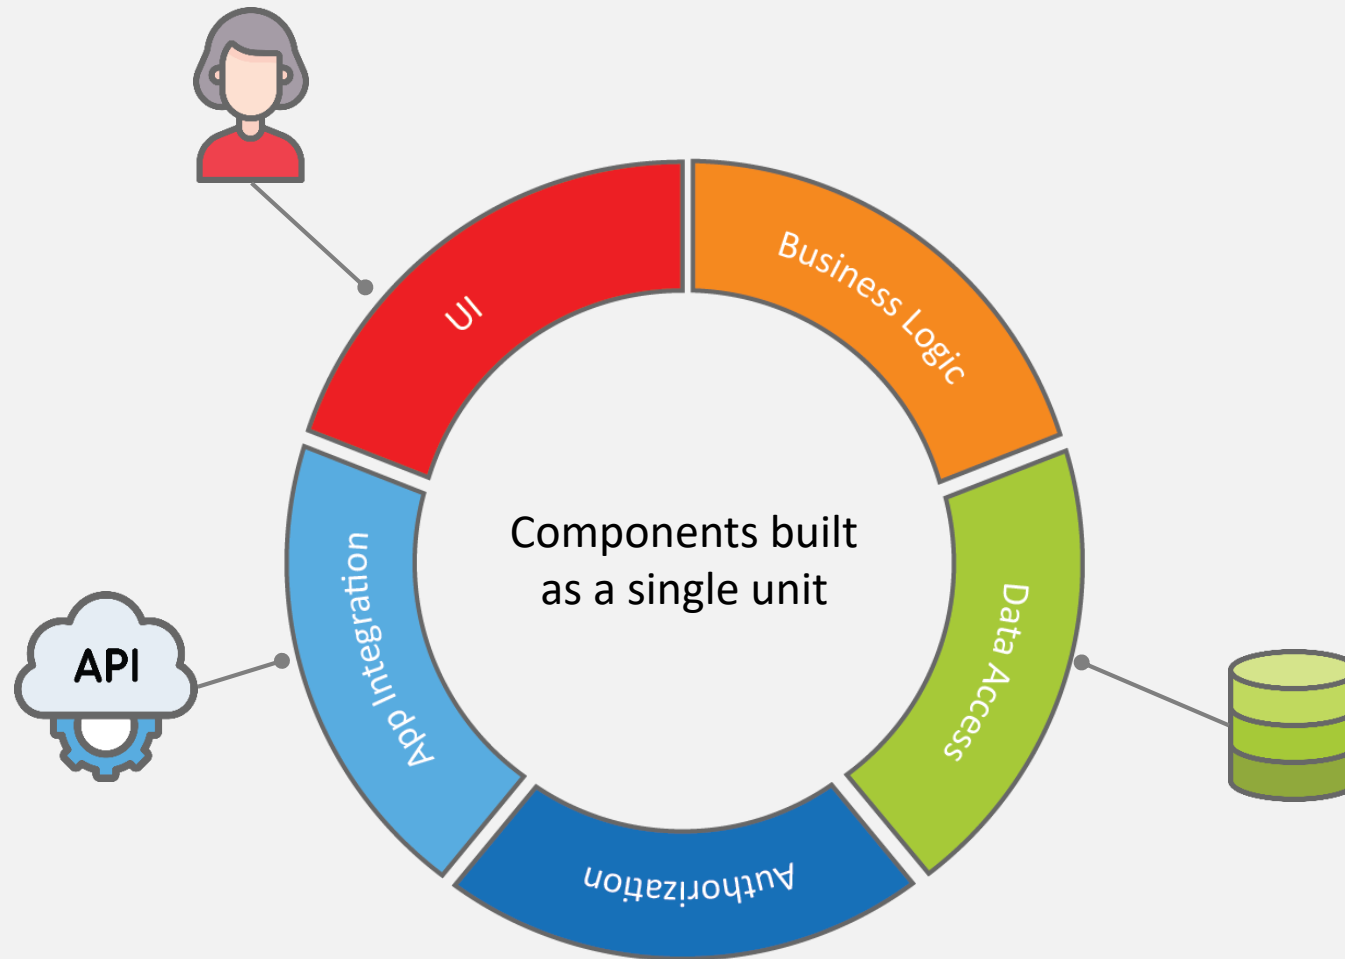 UI
Business Logic
Components built
as a single unit
App Integration
Data Access
API
Authorization